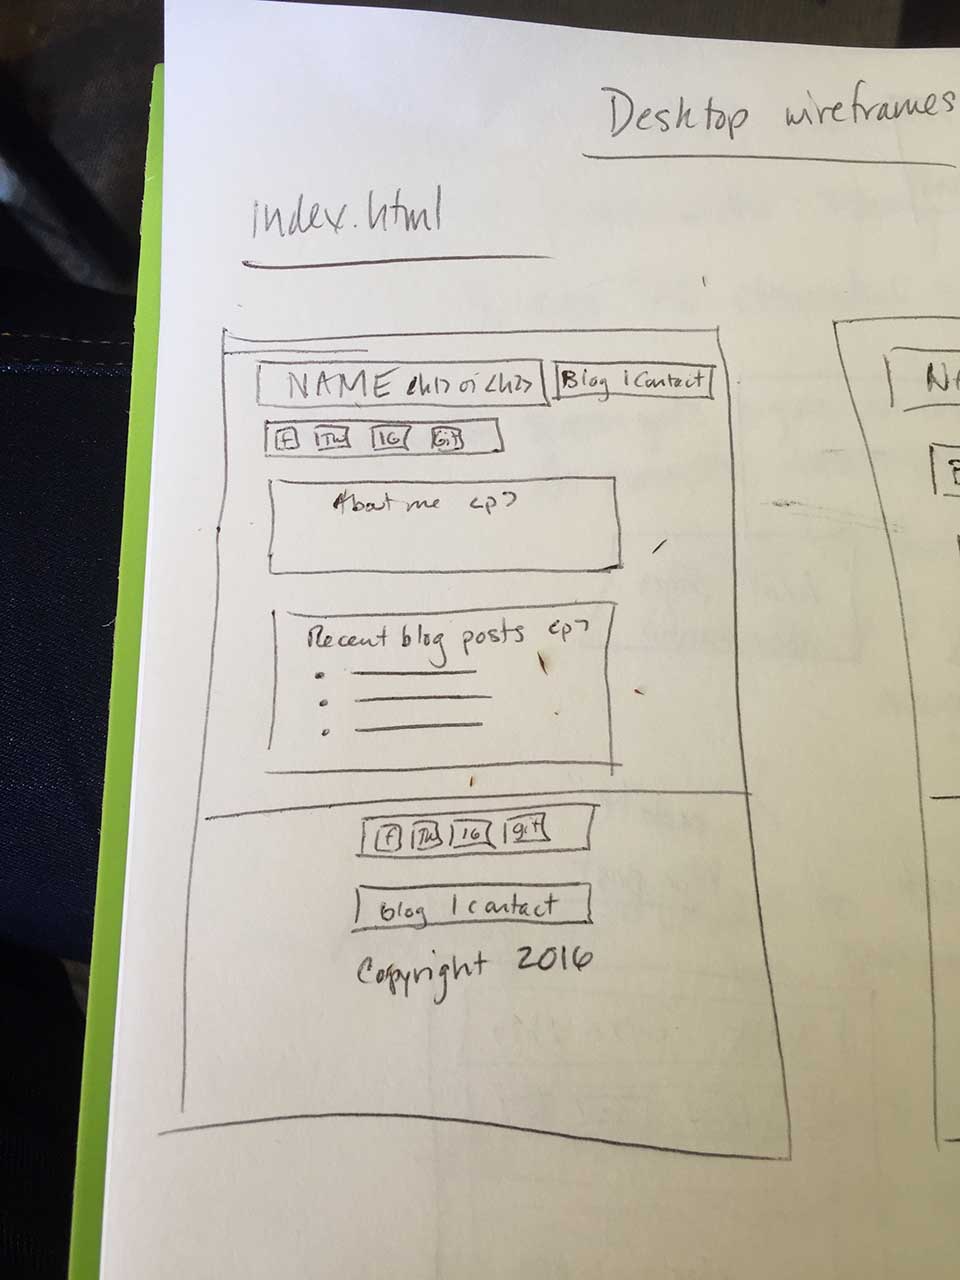 Desktop wireframes
index.html
NAME <h1> or <h2>
Blog | Contact
f Tw IG Git
About me <p>
Recent blog posts <p>
f Tw IG git
blog | contact
Copyright 2016